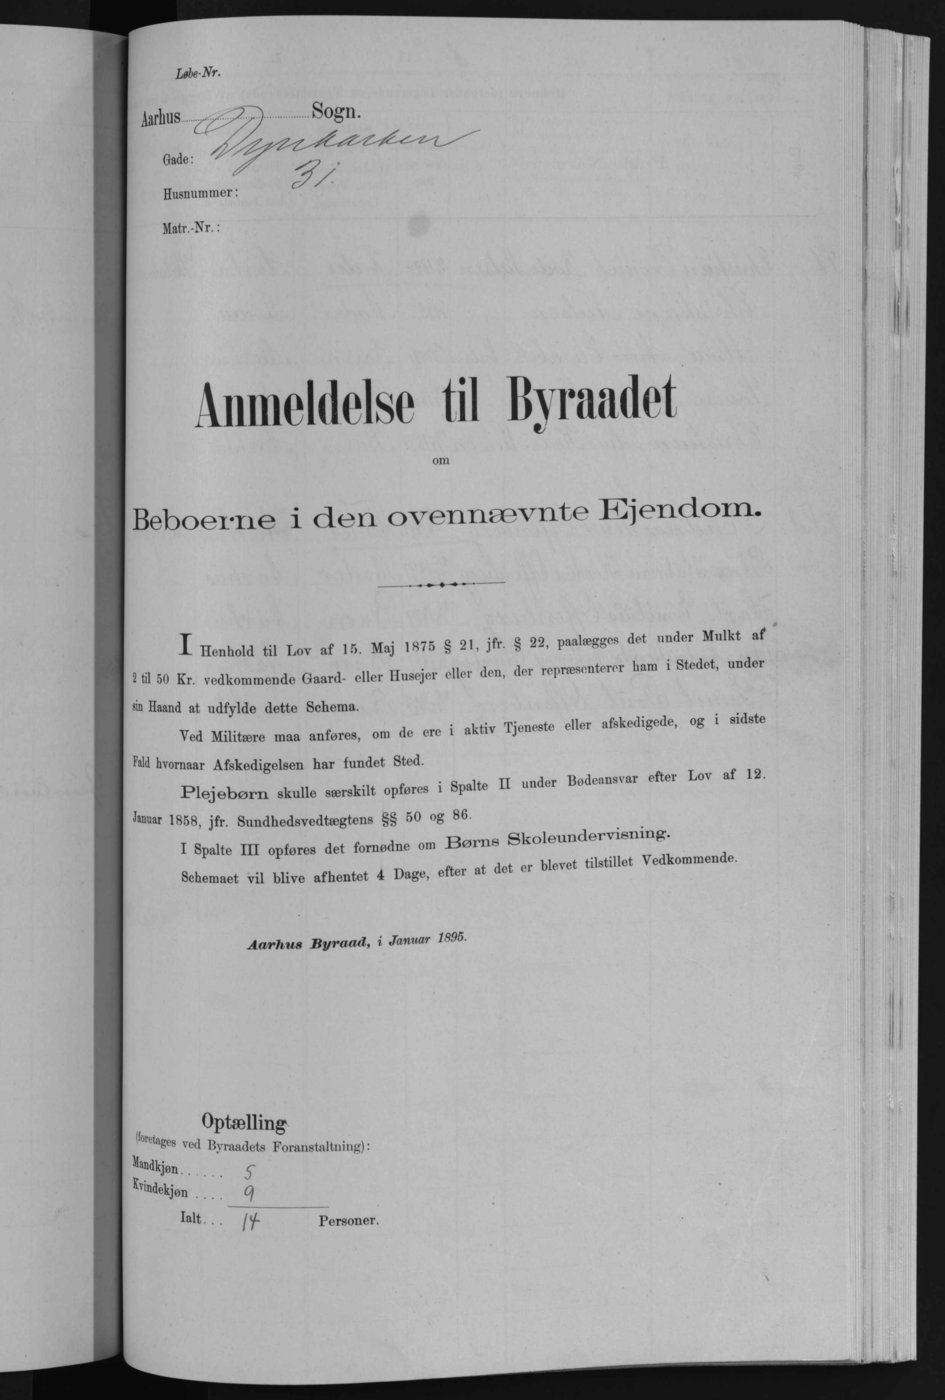 Løbe-Nr.
Aarhus Sogn.
Gade: Dynkarken
Husnummer: 31.
Matr.-Nr.:
Anmeldelse til Byraadet
om
Beboerne i den ovennævnte Ejendom.
I Henhold til Lov af 15. Maj 1875 § 21, jfr. § 22, paalægges det under Mulkt af
2 til 50 Kr. vedkommende Gaard- eller Husejer eller den, der repræsenterer ham i Stedet, under
sin Haand at udfylde dette Schema.
Ved Militære maa anføres, om de ere i aktiv Tjeneste eller afskedigede, og i sidste
Fald hvornaar Afskedigelsen har fundet Sted.
Plejebørn skulle særskilt opføres i Spalte II under Bødeansvar efter Lov af 12.
Januar 1858, jfr. Sundhedsvedtægtens §§ 50 og 86.
I Spalte III opføres det fornødne om Børns Skoleundervisning.
Schemaet vil blive afhentet 4 Dage, efter at det er blevet tilstillet Vedkommende.
Aarhus Byraad, i Januar 1895.
Optælling
(foretages ved Byraadets Foranstaltning):
Mandkjøn...... 5
Kvindekjøn .... 9
Ialt... 14 Personer.